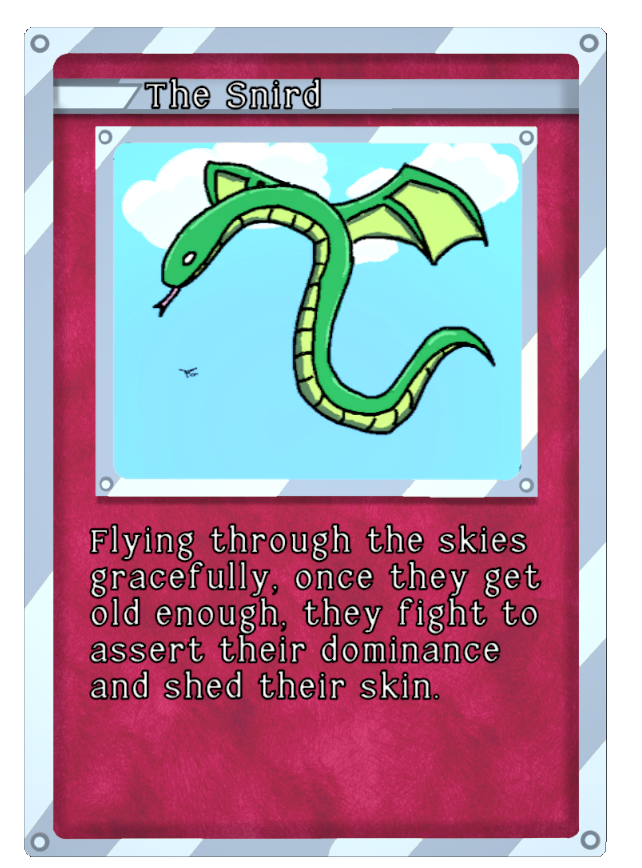 The Snird
Flying through the skies
gracefully, once they get
old enough, they fight to
assert their dominance
and shed their skin.